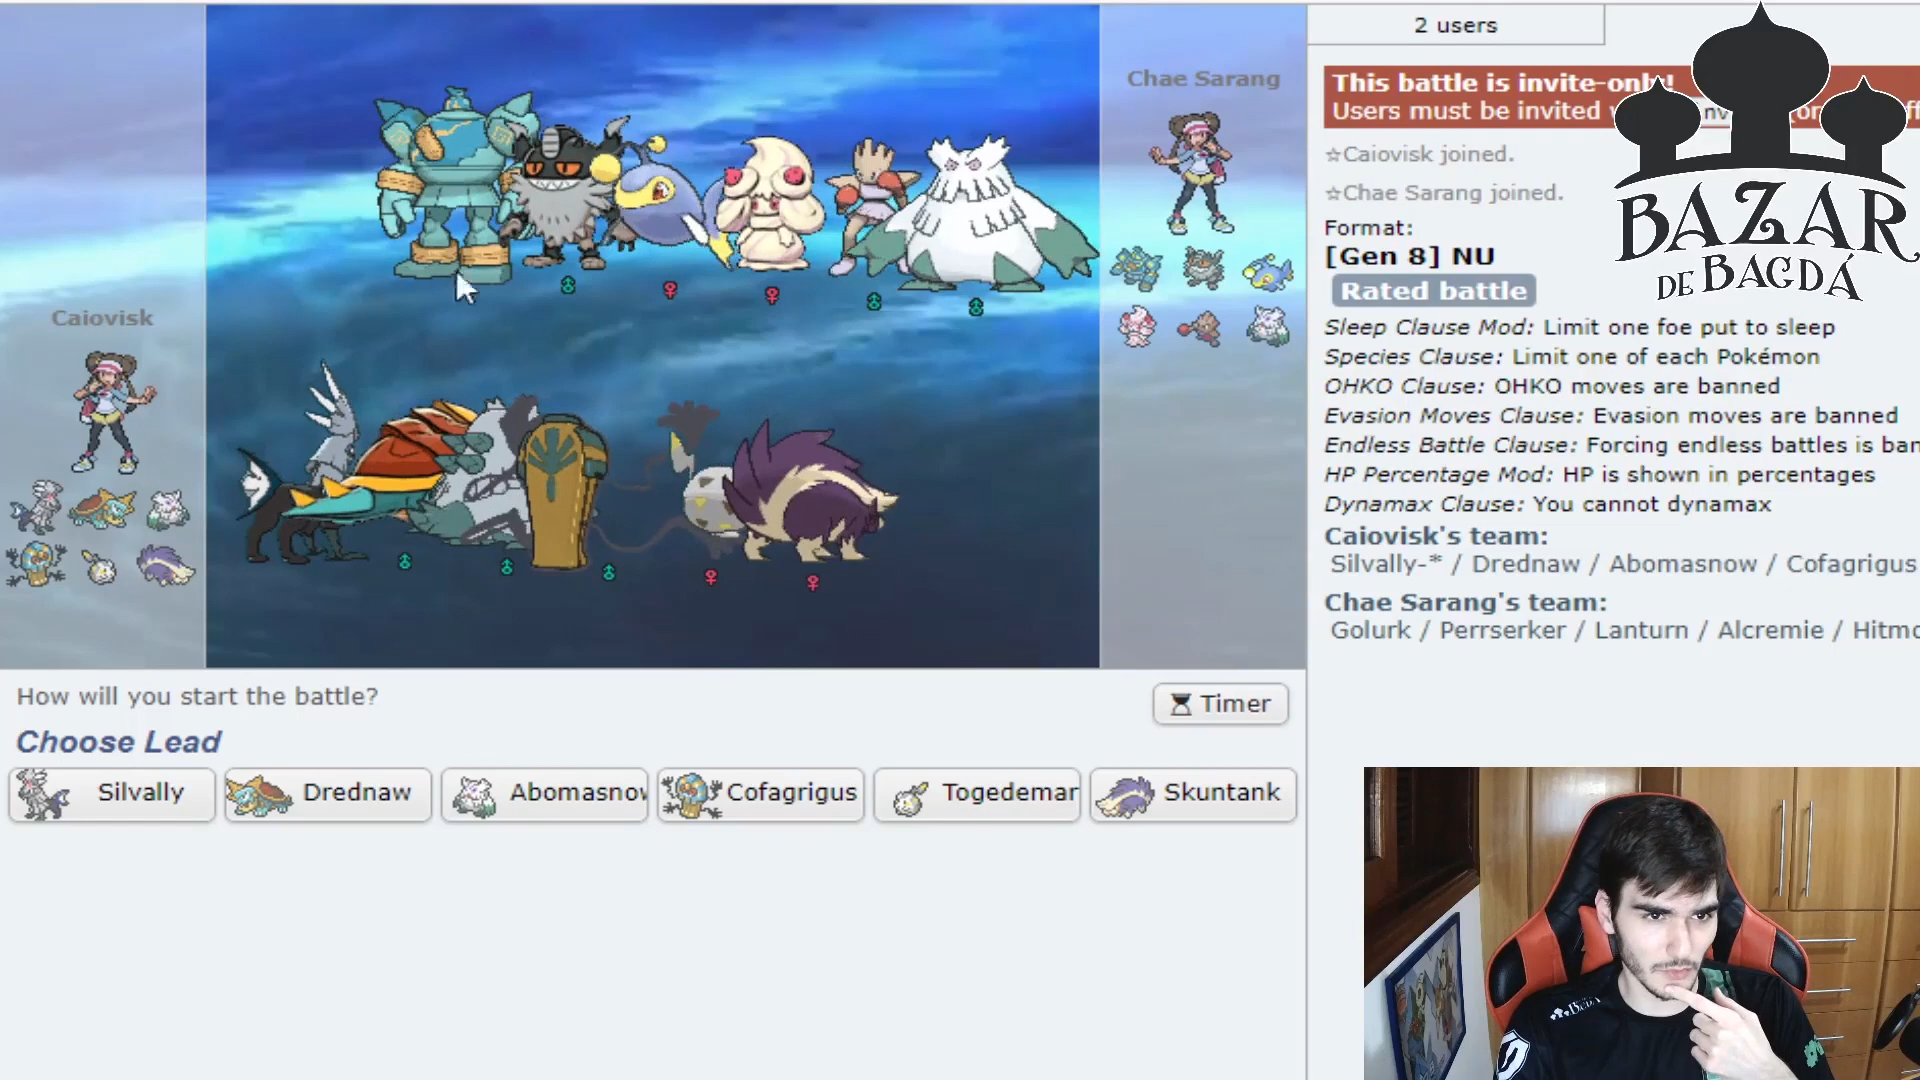 2 users
Chae Sarang
This battle is invite-only!
Users must be invited
☆Caiovisk joined.
☆Chae Sarang joined.
Format:
[Gen 8] NU
Rated battle
BAZAR
DE BAGDÁ
Sleep Clause Mod: Limit one foe put to sleep
Species Clause: Limit one of each Pokémon
OHKO Clause: OHKO moves are banned
Evasion Moves Clause: Evasion moves are banned
Endless Battle Clause: Forcing endless battles is ban
HP Percentage Mod: HP is shown in percentages
Dynamax Clause: You cannot dynamax
Caiovisk's team:
Silvally-* / Drednaw / Abomasnow / Cofagrigus
Chae Sarang's team:
Golurk / Perrserker / Lanturn / Alcremie / Hitmo
Caiovisk
How will you start the battle?
Timer
Choose Lead
Silvally
Drednaw
Abomasnow
Cofagrigus
Togedemar
Skuntank